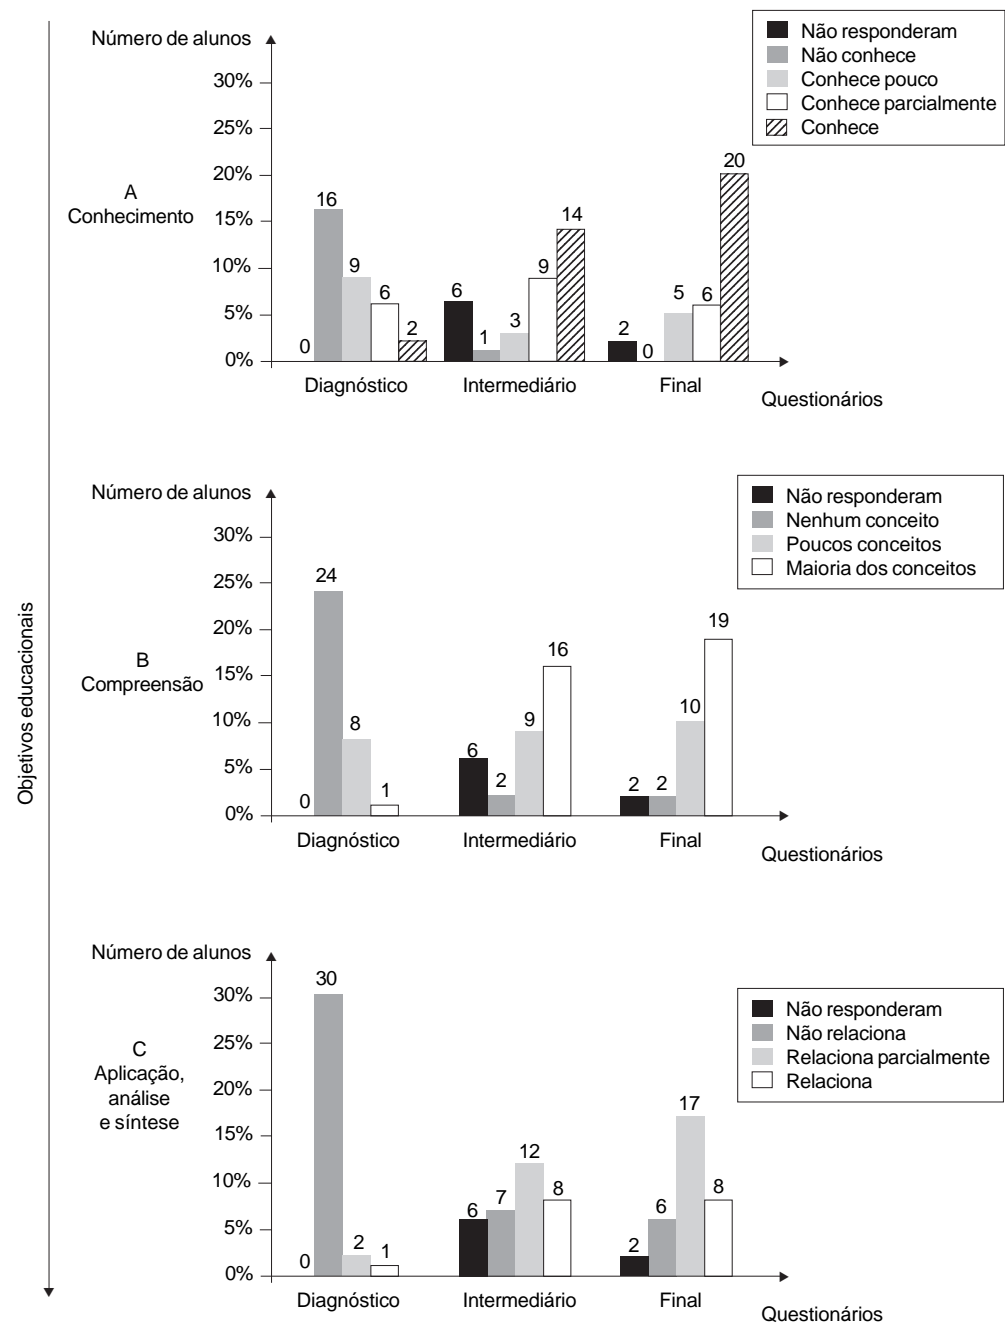 Objetivos educacionais
Número de alunos
Não responderam
Não conhece
Conhece pouco
Conhece parcialmente
Conhece
A
Conhecimento
30%
25%
20%
15%
10%
5%
0%
0
16
9
6
2
6
1
3
9
14
2
0
5
6
20
Diagnóstico
Intermediário
Final
Questionários
Número de alunos
Não responderam
Nenhum conceito
Poucos conceitos
Maioria dos conceitos
B
Compreensão
30%
25%
20%
15%
10%
5%
0%
0
24
8
1
6
2
9
16
2
2
10
19
Diagnóstico
Intermediário
Final
Questionários
Número de alunos
Não responderam
Não relaciona
Relaciona parcialmente
Relaciona
C
Aplicação,
análise
e síntese
30%
25%
20%
15%
10%
5%
0%
0
30
2
1
6
7
12
8
2
6
17
8
Diagnóstico
Intermediário
Final
Questionários